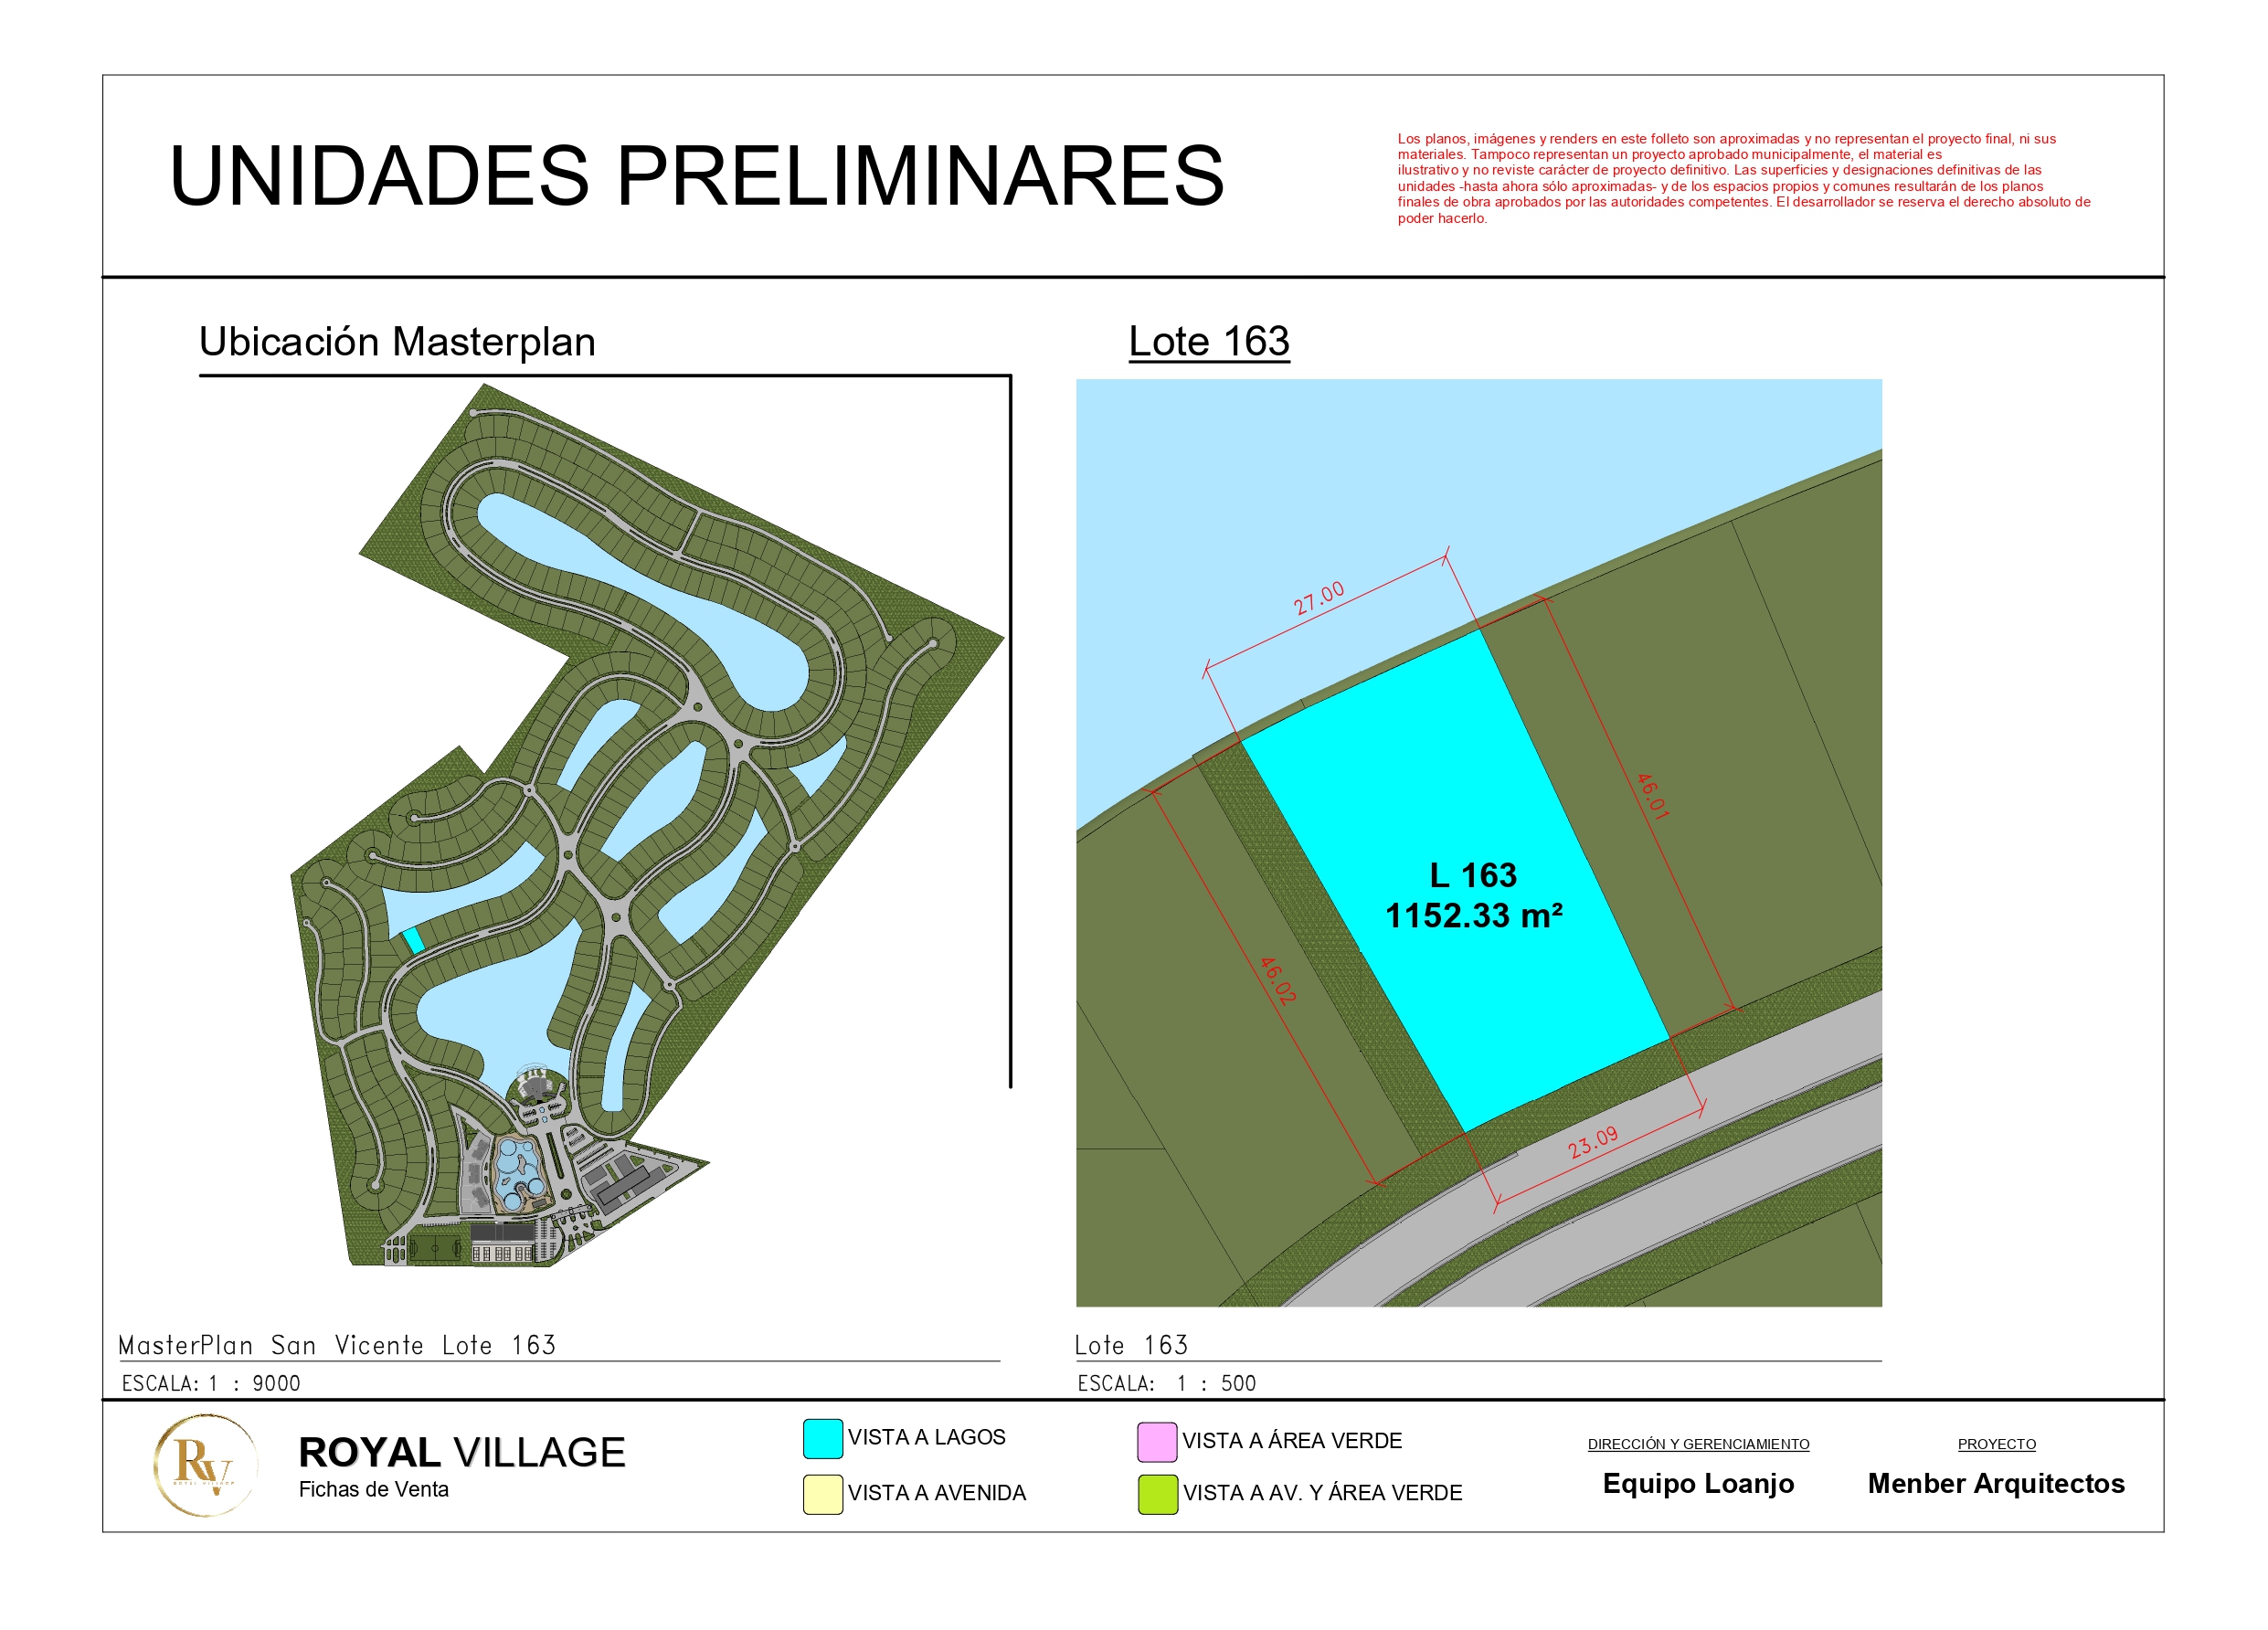 UNIDADES PRELIMINARES
Los planos, imágenes y renders en este folleto son aproximadas y no representan el proyecto final, ni sus
materiales. Tampoco representan un proyecto aprobado municipalmente, el material es
ilustrativo y no reviste carácter de proyecto definitivo. Las superficies y designaciones definitivas de las
unidades -hasta ahora sólo aproximadas- y de los espacios propios y comunes resultarán de los planos
finales de obra aprobados por las autoridades competentes. El desarrollador se reserva el derecho absoluto de
poder hacerlo.
Ubicación Masterplan
Lote 163
27.00
46.01
L 163
1152.33 m²
46.02
23.09
MasterPlan San Vicente Lote 163
ESCALA: 1 : 9000
Lote 163
ESCALA: 1 : 500
RV
ROYAL VILLAGE
ROYAL VILLAGE
Fichas de Venta
VISTA A LAGOS
VISTA A AVENIDA
VISTA A ÁREA VERDE
VISTA A AV. Y ÁREA VERDE
DIRECCIÓN Y GERENCIAMIENTO
Equipo Loanjo
PROYECTO
Menber Arquitectos